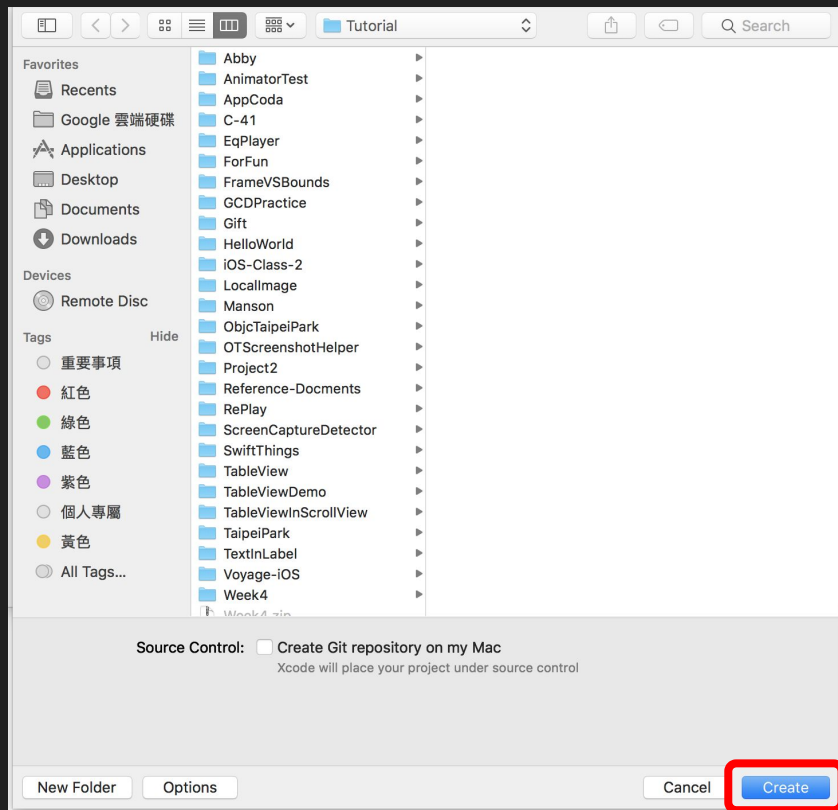 Tutorial
Search
Favorites
Recents
Google 雲端硬碟
Applications
Desktop
Documents
Downloads
Devices
Remote Disc
Tags Hide
重要事項
紅色
綠色
藍色
紫色
個人專屬
黃色
All Tags...
Abby
AnimatorTest
AppCoda
C-41
EqPlayer
ForFun
FrameVSBounds
GCDPractice
Gift
HelloWorld
iOS-Class-2
LocalImage
Manson
ObjcTaipeiPark
OTScreenshotHelper
Project2
Reference-Docments
RePlay
ScreenCaptureDetector
SwiftThings
TableView
TableViewDemo
TableViewInScrollView
TaipeiPark
TextInLabel
Voyage-iOS
Week4
Week4.zip
Source Control: Create Git repository on my Mac
Xcode will place your project under source control
New Folder Options Cancel Create